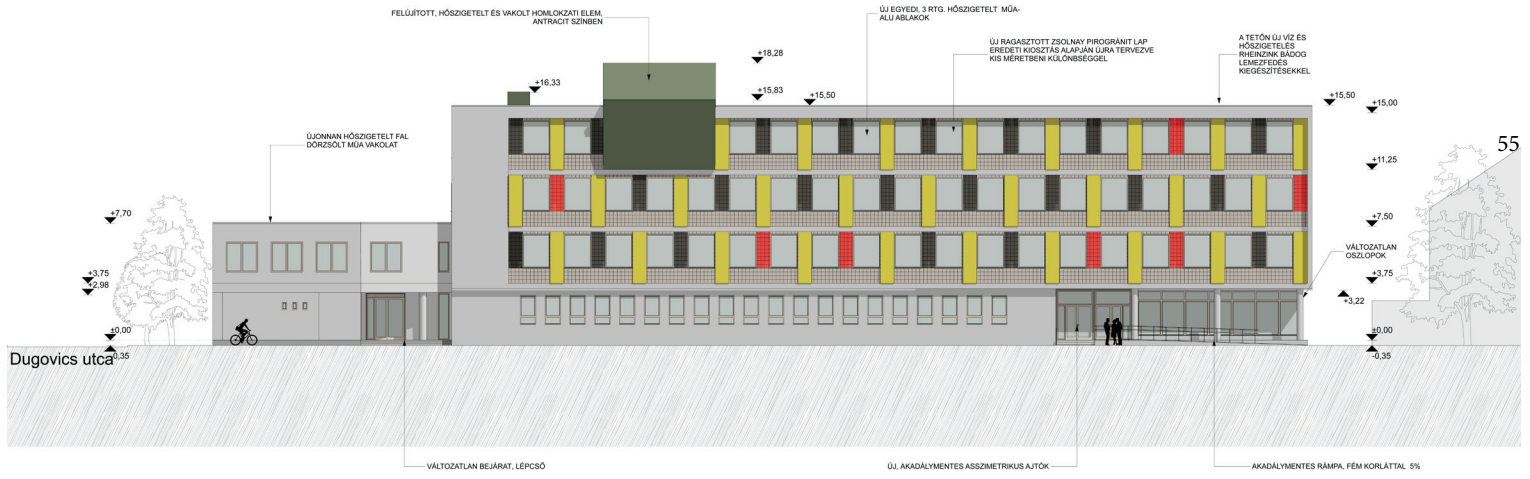 FELÚJÍTOTT, HŐSZIGETELT ÉS VAKOLT HOMLOKZATI ELEM,
ANTRACIT SZÍNBEN
ÚJ EGYEDI, 3 RTG. HŐSZIGETELT MŰA-
ALU ABLAKOK
ÚJ RAGASZTOTT ZSOLNAY PIROGRÁNIT LAP
EREDETI KIOSZTÁS ALAPJÁN ÚJRA TERVEZVE
KIS MÉRETBENI KÜLÖNBSÉGGEL
A TETŐN ÚJ VÍZ ÉS
HŐSZIGETELÉS
RHEINZINK BÁDOG
LEMEZFEDÉS
KIEGÉSZÍTÉSEKKEL
+18,28
+16,33
+15,83
+15,50
+15,50
+15,00
ÚJONNAN HŐSZIGETELT FAL
DÖRZSÖLT MŰA VAKOLAT
55
+11,25
+7,70
+7,50
VÁLTOZATLAN
OSZLOPOK
+3,75
+2,98
+3,75
+3,22
±0,00
-0,35
±0,00
-0,35
Dugovics utca
VÁLTOZATLAN BEJÁRAT, LÉPCSŐ
ÚJ, AKADÁLYMENTES ASSZIMETRIKUS AJTÓK
AKADÁLYMENTES RÁMPA, FÉM KORLÁTTAL 5%